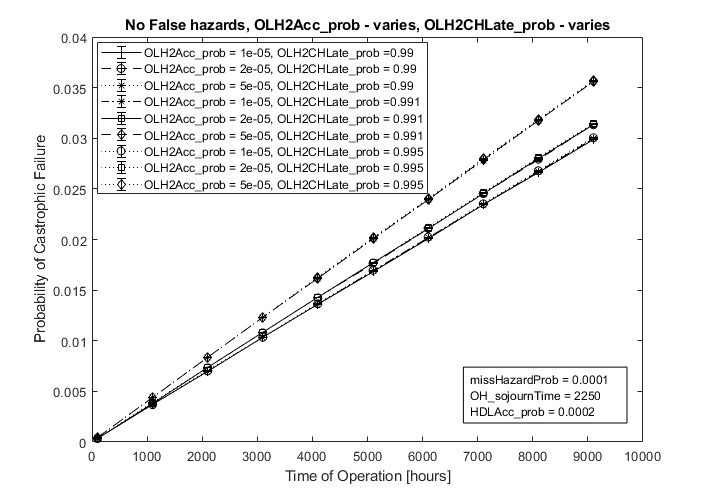 No False hazards, OLH2Acc_prob - varies, OLH2CHLate_prob - varies
0.04
0.035
0.03
0.025
0.02
0.015
0.01
0.005
0
Probability of Castrophic Failure
OLH2Acc_prob = 1e-05, OLH2CHLate_prob =0.99
OLH2Acc_prob = 2e-05, OLH2CHLate_prob = 0.99
OLH2Acc_prob = 5e-05, OLH2CHLate_prob =0.99
OLH2Acc_prob = 1e-05, OLH2CHLate_prob = 0.991
OLH2Acc_prob = 2e-05, OLH2CHLate_prob = 0.991
OLH2Acc_prob = 5e-05, OLH2CHLate_prob = 0.991
OLH2Acc_prob = 1e-05, OLH2CHLate_prob = 0.995
OLH2Acc_prob = 2e-05, OLH2CHLate_prob = 0.995
OLH2Acc_prob = 5e-05, OLH2CHLate_prob = 0.995
missHazardProb = 0.0001
OH_sojournTime = 2250
HDLAcc_prob = 0.0002
0 1000 2000 3000 4000 5000 6000 7000 8000 9000 10000
Time of Operation [hours]